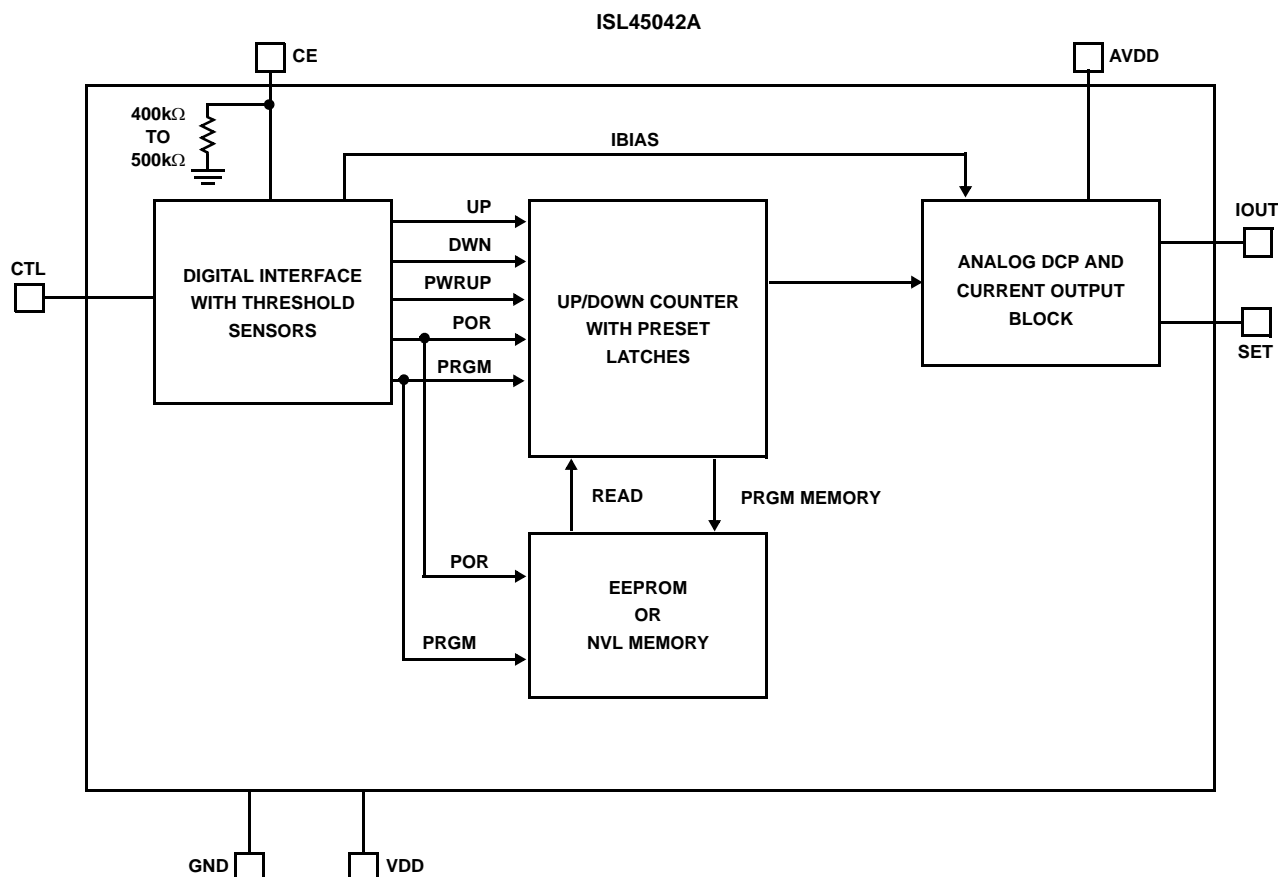 ISL45042A
CE
AVDD
400kΩ
TO
500kΩ
IBIAS
CTL
DIGITAL INTERFACE
WITH THRESHOLD
SENSORS
UP
DWN
PWRUP
POR
PRGM
UP/DOWN COUNTER
WITH PRESET
LATCHES
ANALOG DCP AND
CURRENT OUTPUT
BLOCK
IOUT
SET
READ
PRGM MEMORY
POR
PRGM
EEPROM
OR
NVL MEMORY
GND
VDD